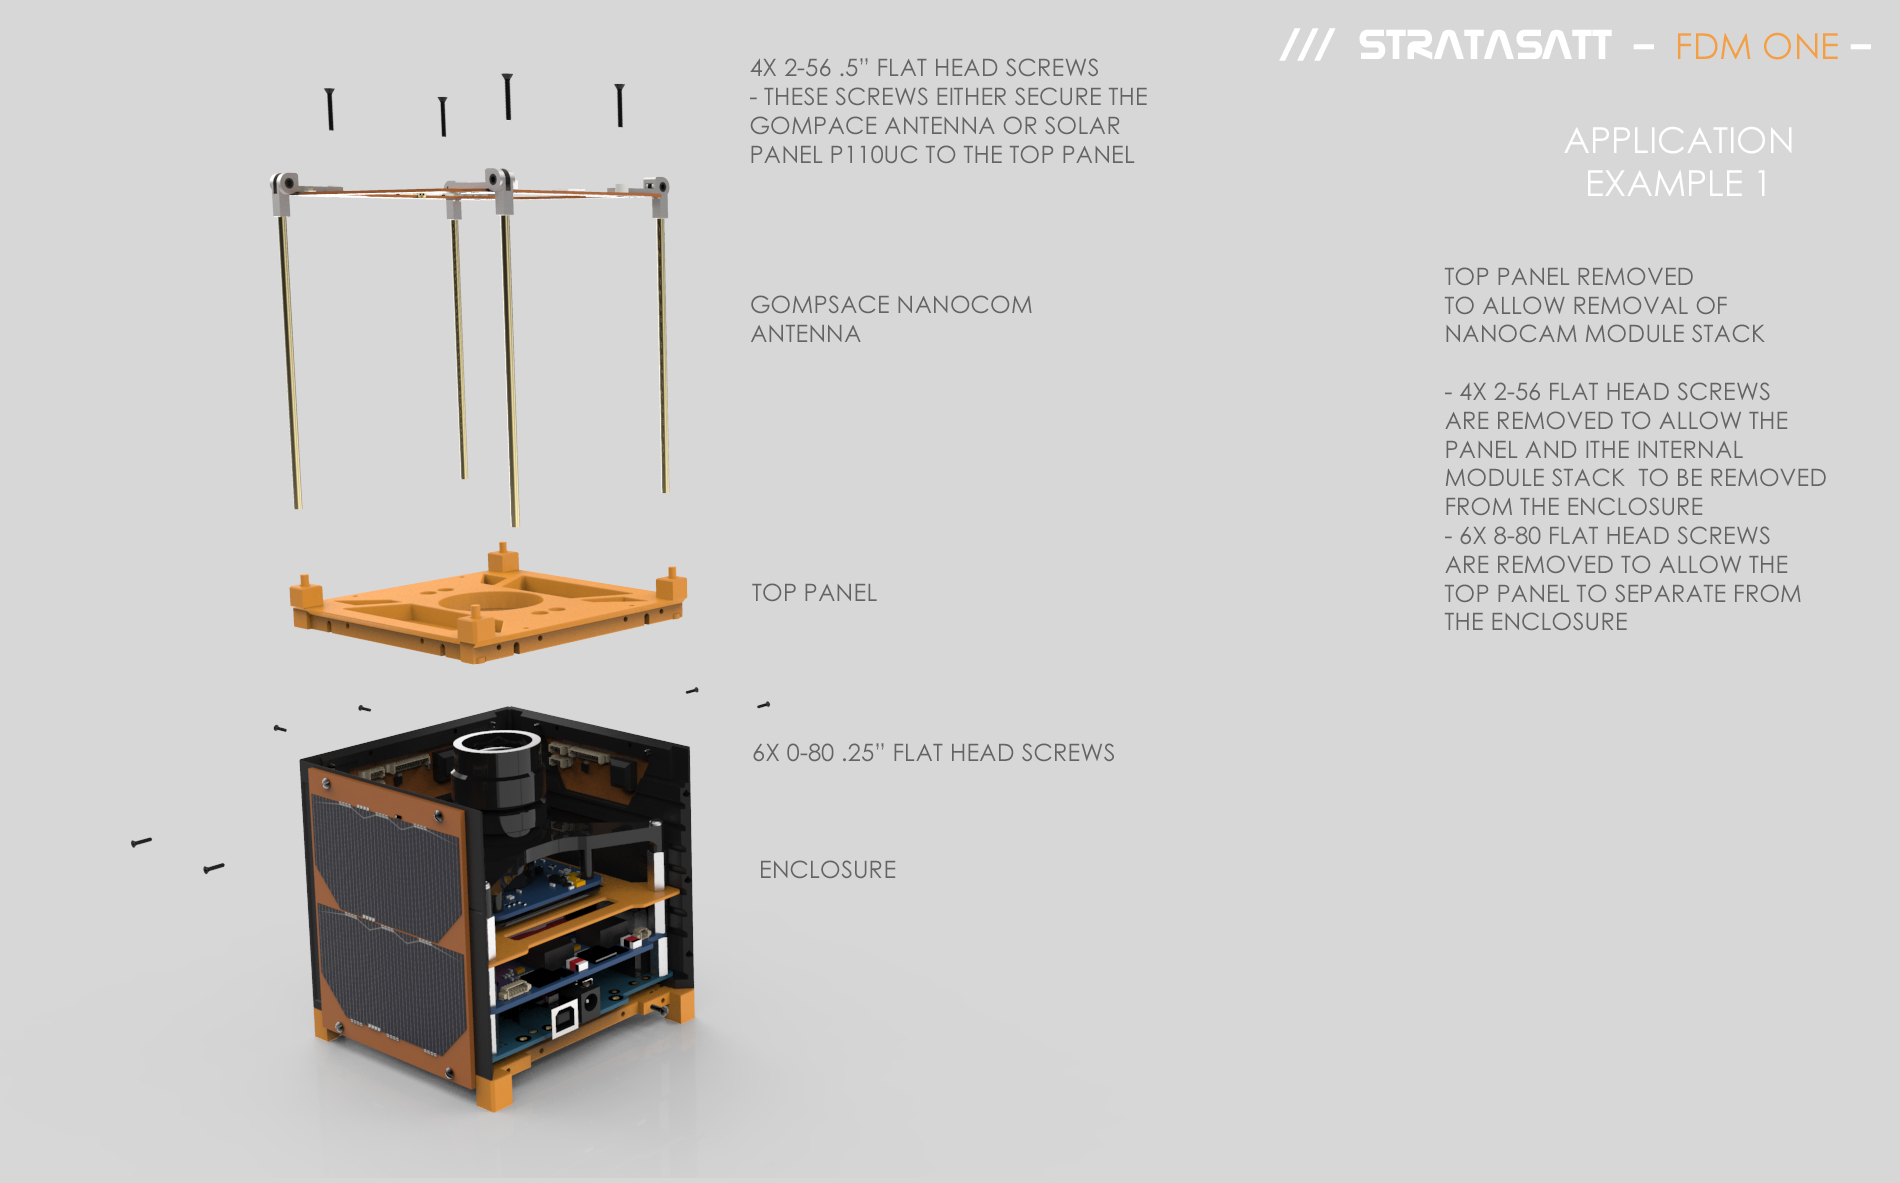 /// STRATASATT – FDM ONE –
APPLICATION
EXAMPLE 1
4X 2-56 .5” FLAT HEAD SCREWS
- THESE SCREWS EITHER SECURE THE
GOMPACE ANTENNA OR SOLAR
PANEL P110UC TO THE TOP PANEL
GOMPSACE NANOCOM
ANTENNA
TOP PANEL
6X 0-80 .25” FLAT HEAD SCREWS
ENCLOSURE
TOP PANEL REMOVED
TO ALLOW REMOVAL OF
NANOCAM MODULE STACK
- 4X 2-56 FLAT HEAD SCREWS
ARE REMOVED TO ALLOW THE
PANEL AND ITHE INTERNAL
MODULE STACK  TO BE REMOVED
FROM THE ENCLOSURE
- 6X 8-80 FLAT HEAD SCREWS
ARE REMOVED TO ALLOW THE
TOP PANEL TO SEPARATE FROM
THE ENCLOSURE